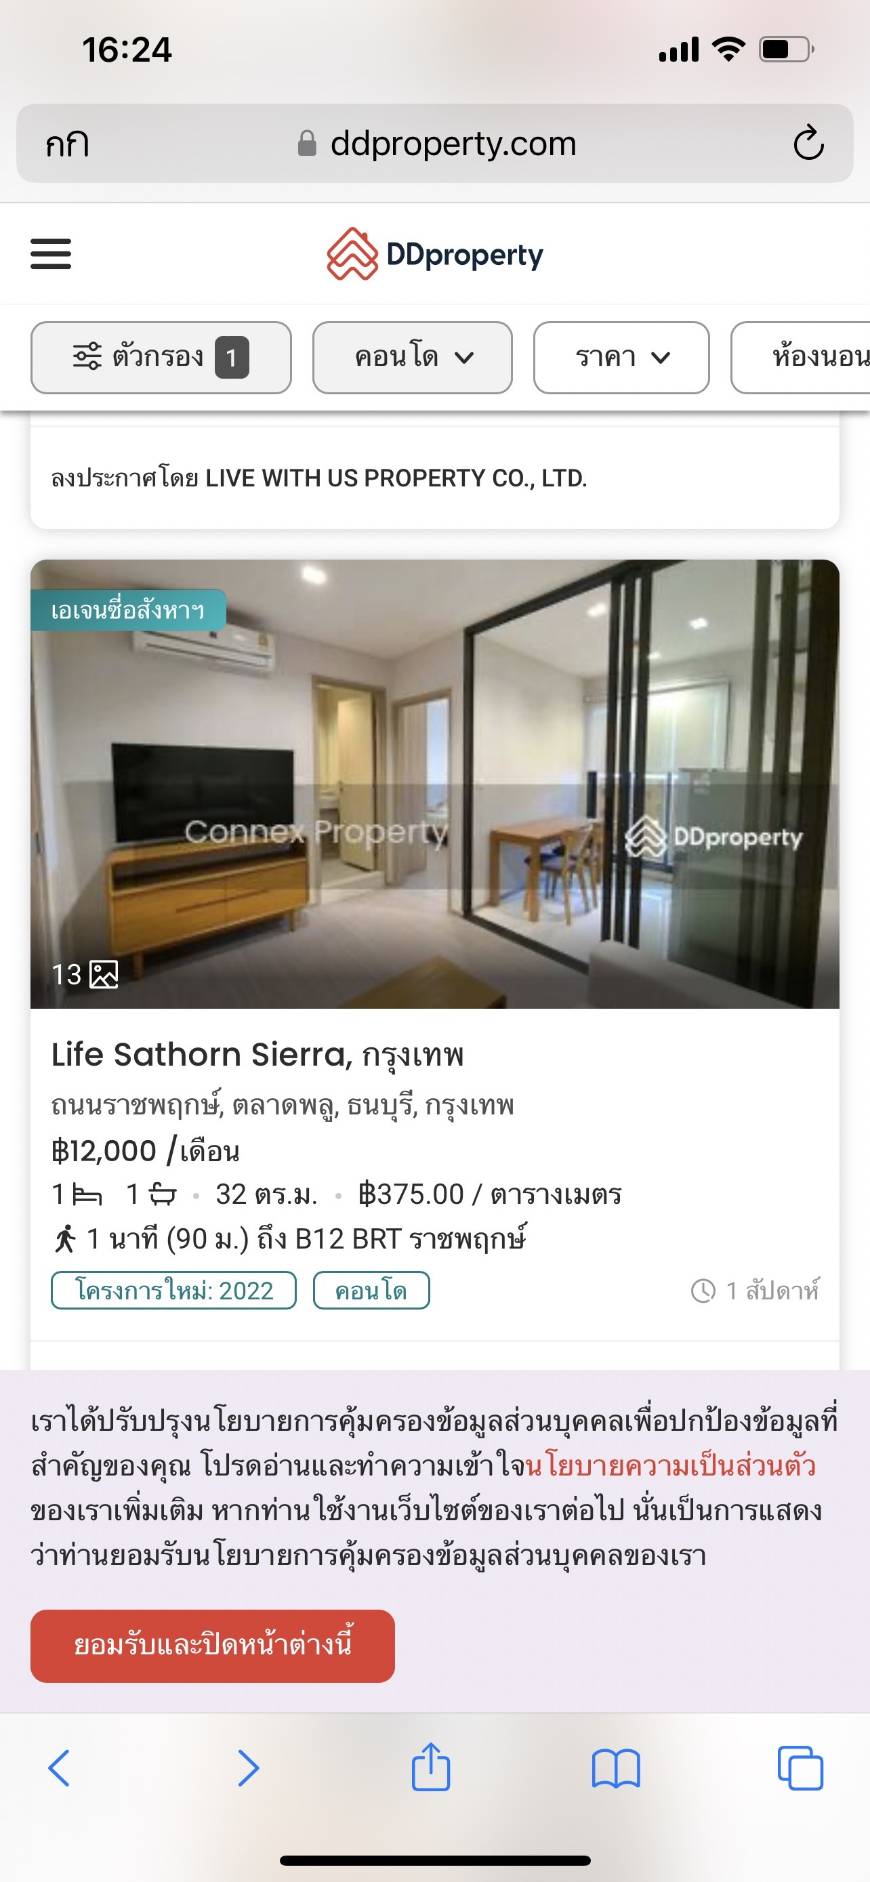 16:24
กก
ddproperty.com
DDproperty
ตัวกรอง 1
คอนโด
ราคา
ห้องนอน
ลงประกาศโดย LIVE WITH US PROPERTY CO., LTD.
เอเจนซี่อสังหาฯ
Connex Property
DDproperty
13
Life Sathorn Sierra, กรุงเทพ
ถนนราชพฤกษ์, ตลาดพลู, ธนบุรี, กรุงเทพ
฿12,000 /เดือน
1 1 • 32 ตร.ม. • ฿375.00 / ตารางเมตร
1 นาที (90 ม.) ถึง B12 BRT ราชพฤกษ์
โครงการใหม่: 2022 คอนโด 1 สัปดาห์
เราได้ปรับปรุงนโยบายการคุ้มครองข้อมูลส่วนบุคคลเพื่อปกป้องข้อมูลที่
สำคัญของคุณ โปรดอ่านและทำความเข้าใจนโยบายความเป็นส่วนตัว
ของเราเพิ่มเติม หากท่านใช้งานเว็บไซต์ของเราต่อไป นั่นเป็นการแสดง
ว่าท่านยอมรับนโยบายการคุ้มครองข้อมูลส่วนบุคคลของเรา
ยอมรับและปิดหน้าต่างนี้